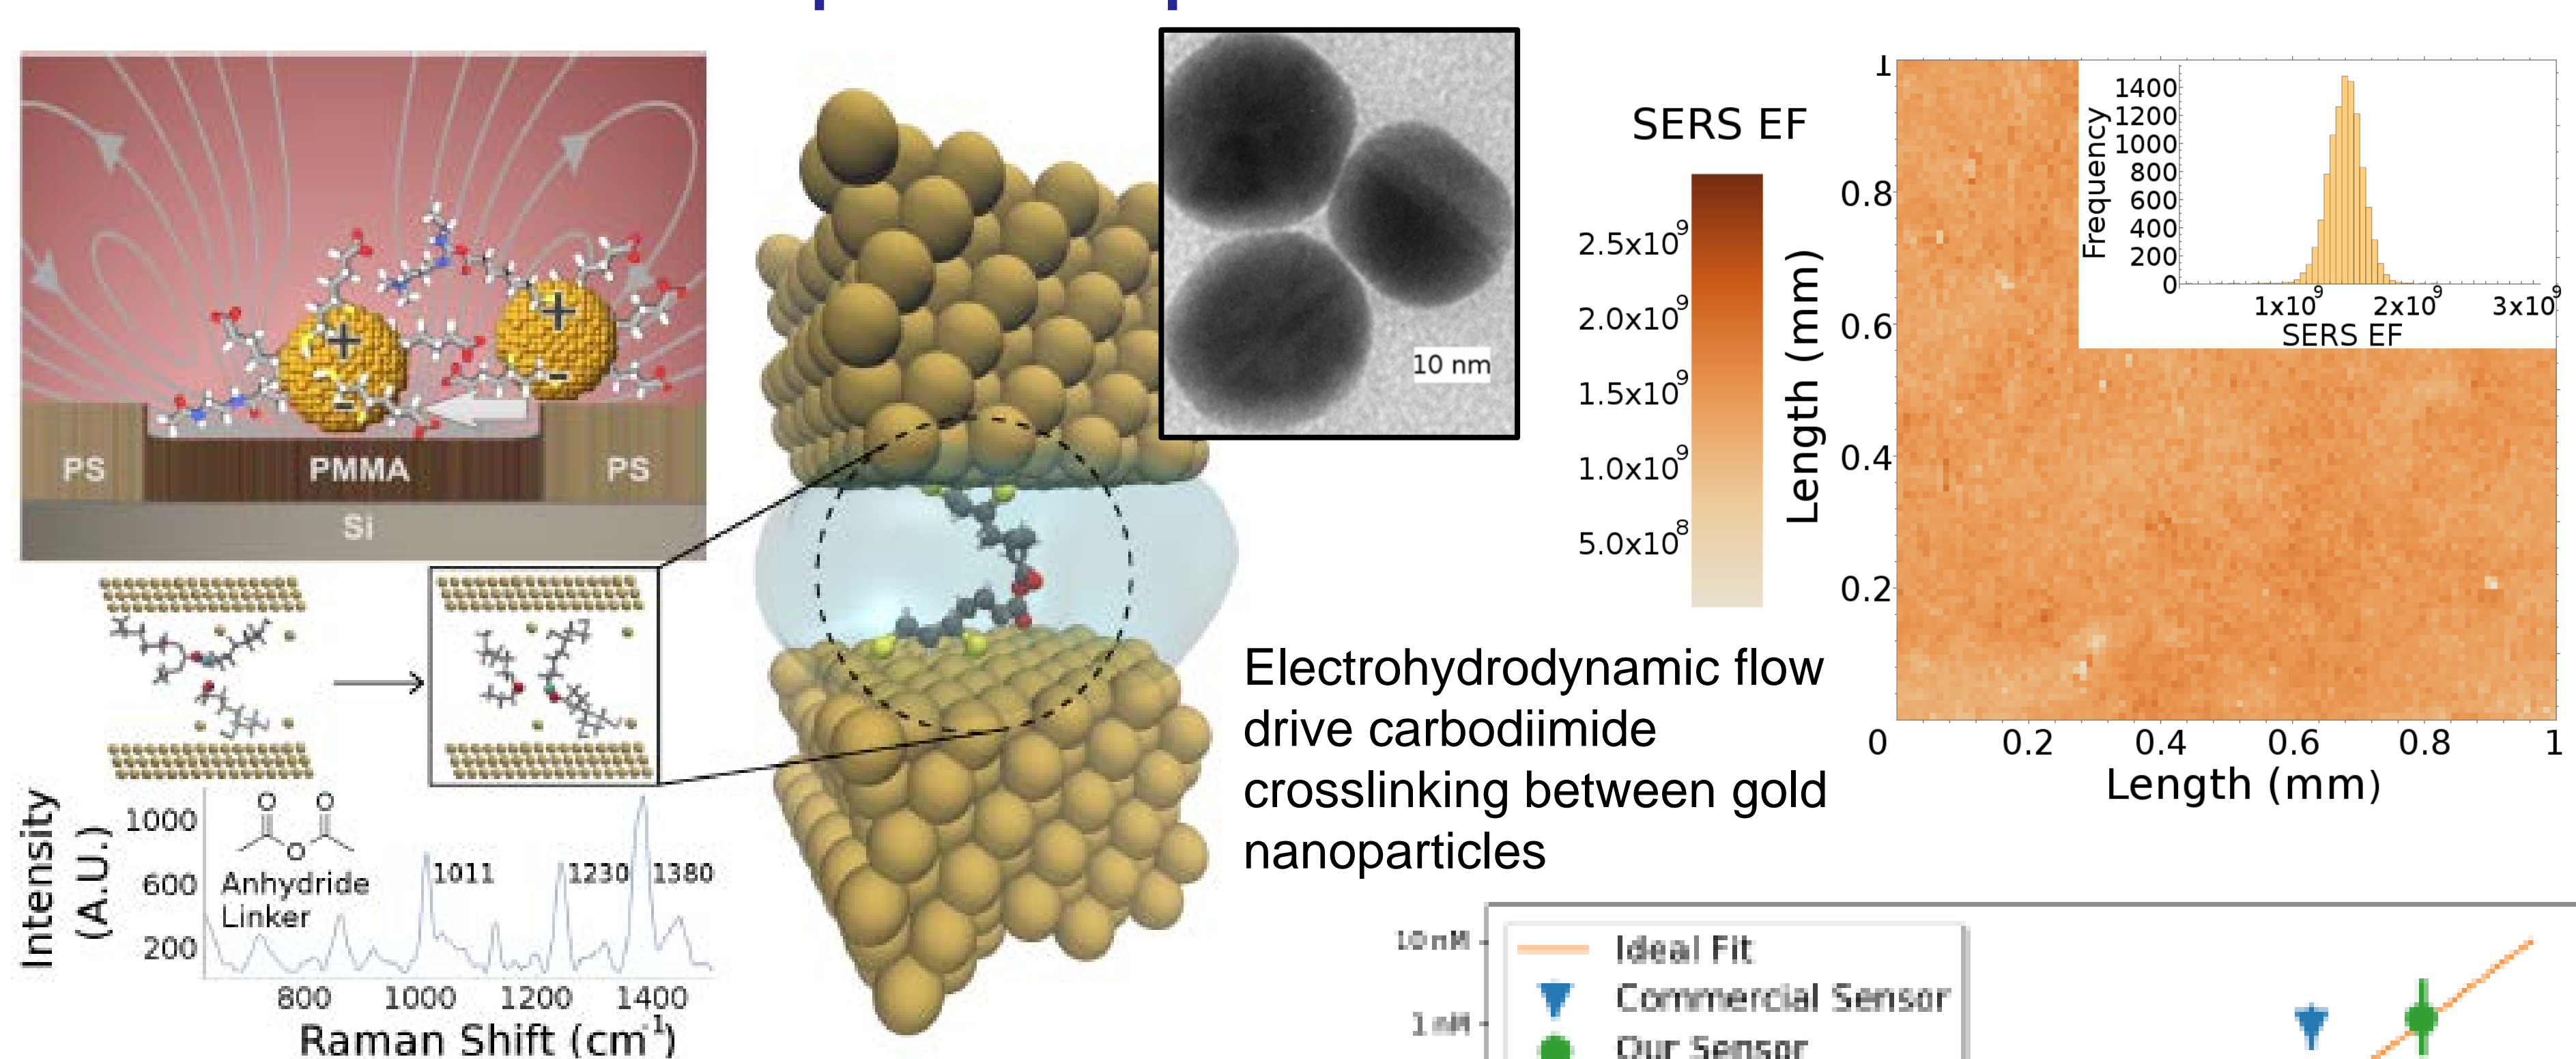 PS
PMMA
PS
Si
10 nm
SERS EF
2.5x10⁹
2.0x10⁹
1.5x10⁹
1.0x10⁹
5.0x10⁸
Length (mm)
1
0.8
0.6
0.4
0.2
0
0.2
0.4
0.6
0.8
1
Length (mm)
Frequency
1400
1200
1000
800
600
400
200
0
1x10⁹
2x10⁹
3x10⁹
SERS EF
Electrohydrodynamic flow
drive carbodiimide
crosslinking between gold
nanoparticles
Intensity
(A.U.)
1000
600
200
O
O
O
Anhydride
Linker
1011
1230
1380
800
1000
1200
1400
Raman Shift (cm⁻¹)
10 nM
1 nM
Ideal Fit
Commercial Sensor
Our Sensor